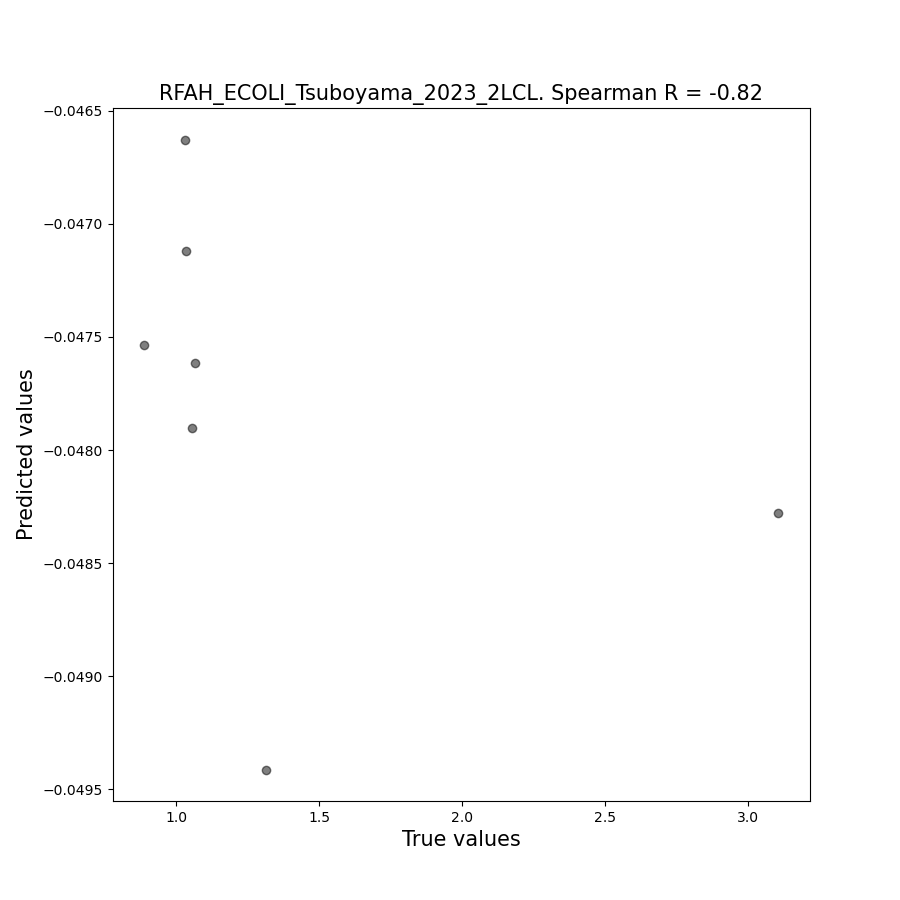 RFAH_ECOLI_Tsuboyama_2023_2LCL. Spearman R = -0.82
Predicted values
−0.0465
−0.0470
−0.0475
−0.0480
−0.0485
−0.0490
−0.0495
1.0 1.5 2.0 2.5 3.0
True values